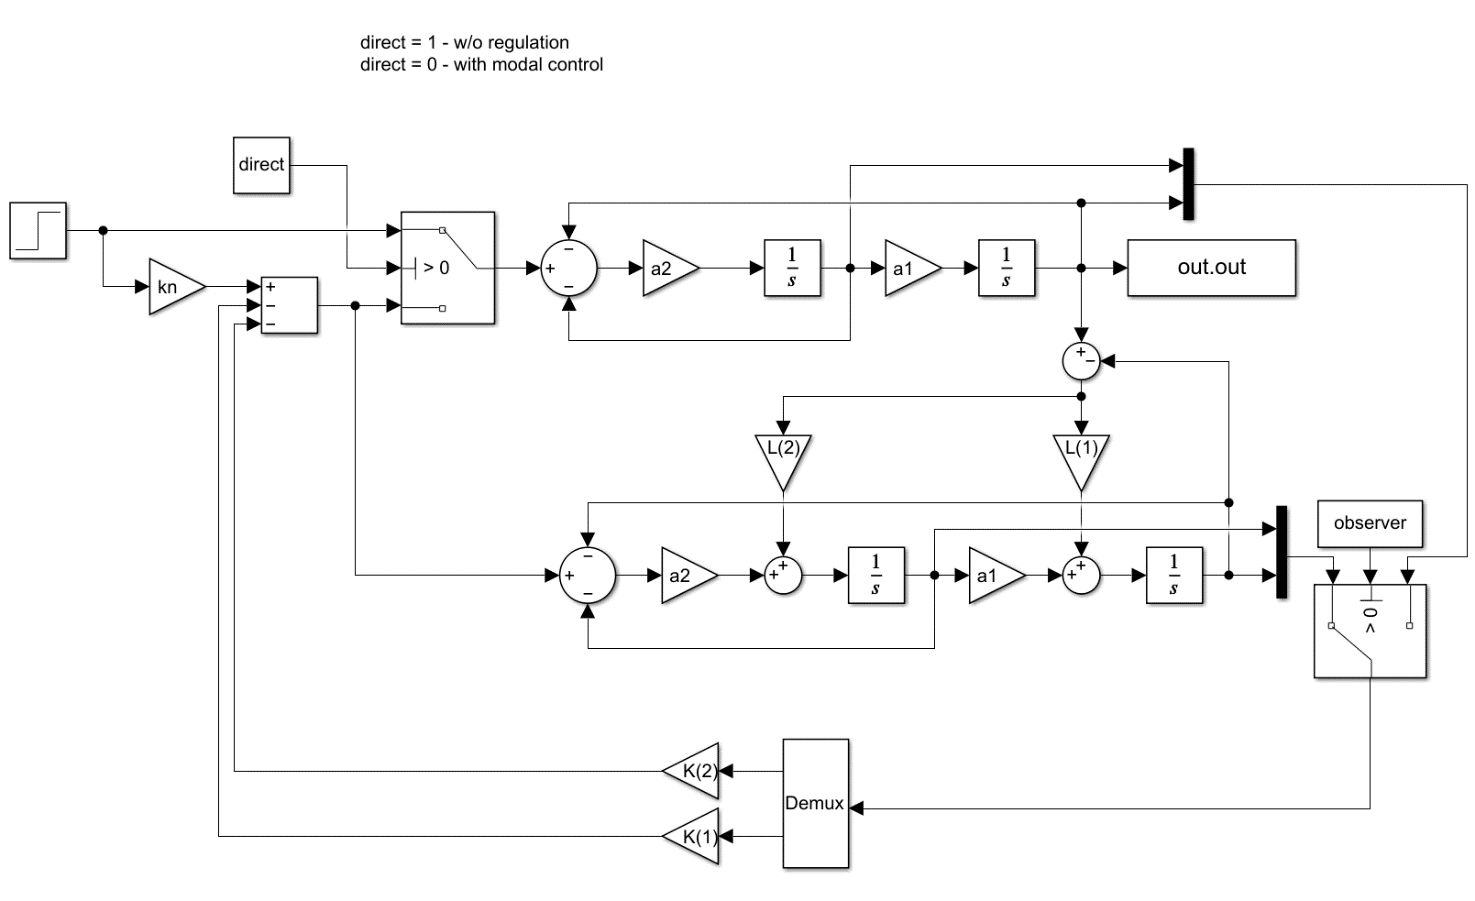 direct = 1 - w/o regulation
direct = 0 - with modal control
direct
kn
+
−
−
> 0
−
+
−
a2
1
s
a1
1
s
out.out
+
−
L(2)
L(1)
−
+
−
a2
+
+
1
s
a1
+
+
1
s
observer
> 0
K(2)
Demux
K(1)